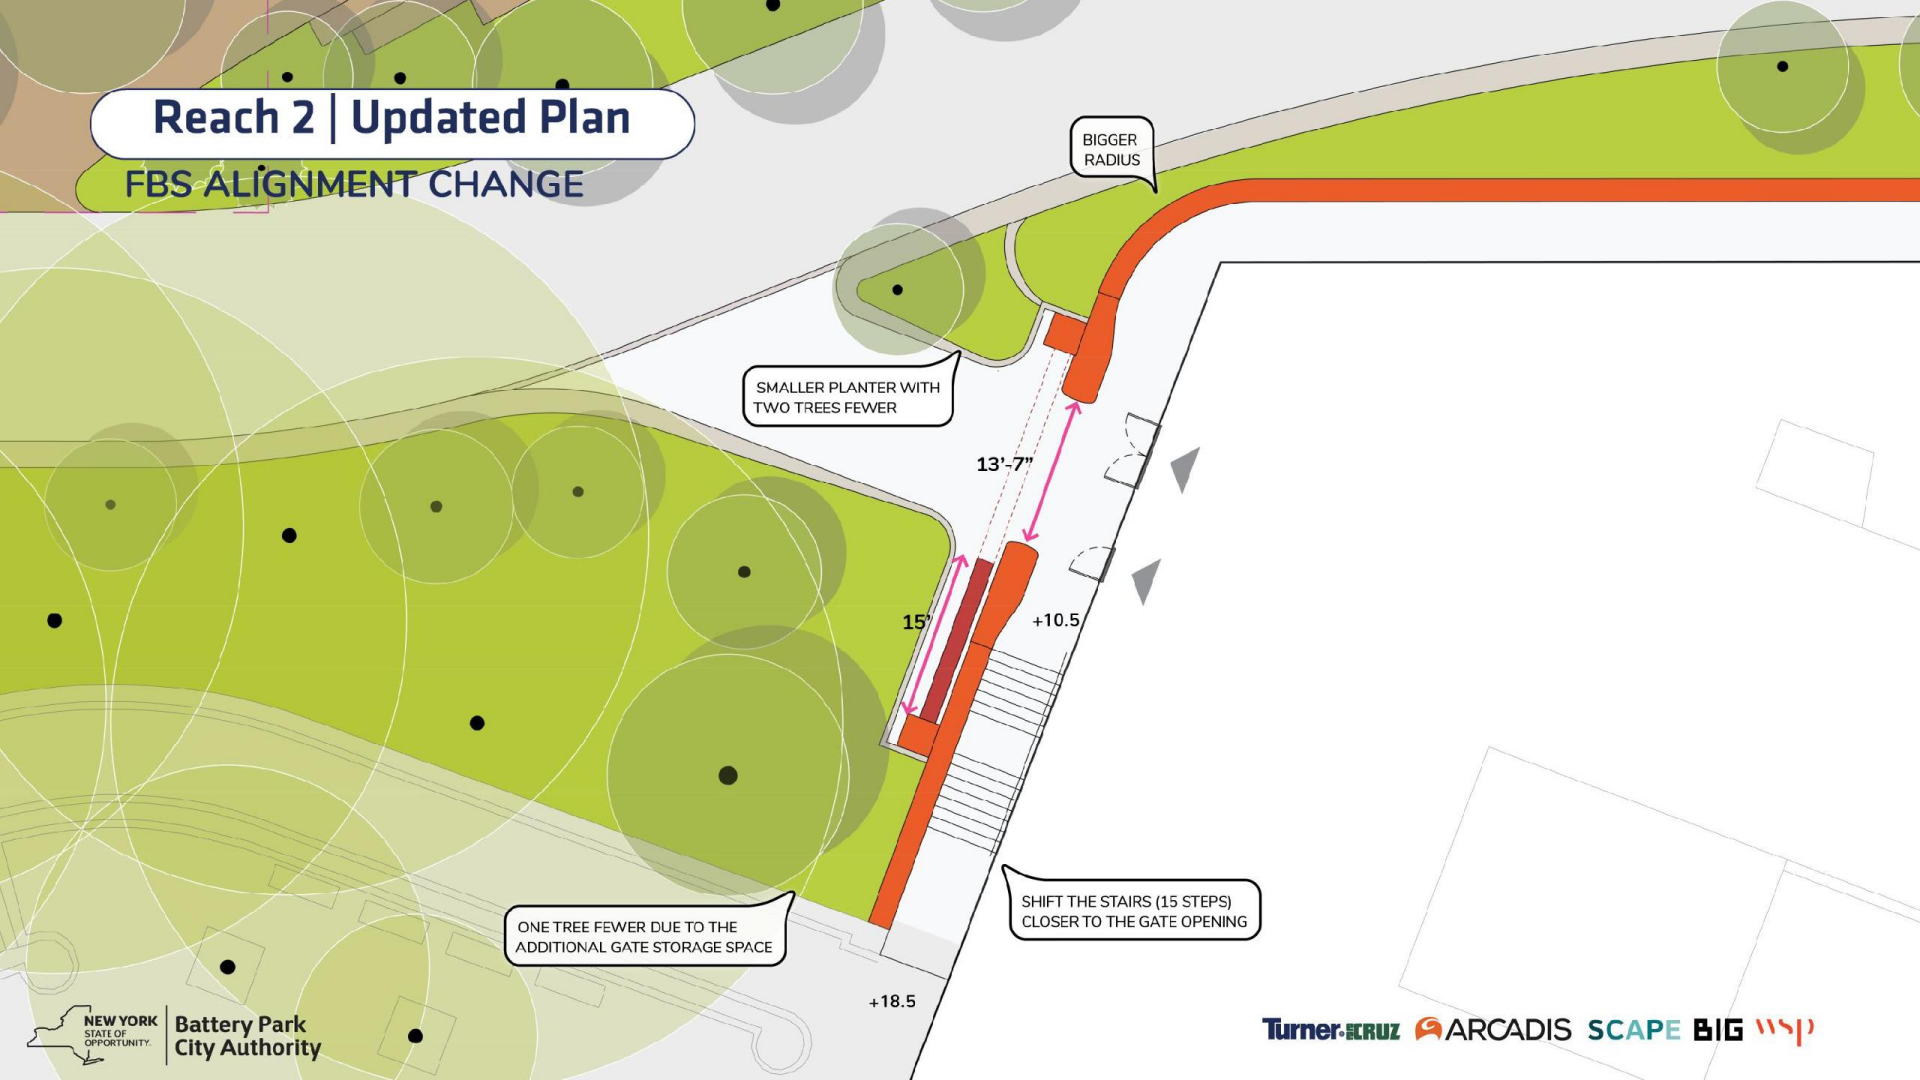 Reach 2 | Updated Plan
FBS ALIGNMENT CHANGE
BIGGER
RADIUS
SMALLER PLANTER WITH
TWO TREES FEWER
13’-7”
15’
+10.5
SHIFT THE STAIRS (15 STEPS)
CLOSER TO THE GATE OPENING
ONE TREE FEWER DUE TO THE
ADDITIONAL GATE STORAGE SPACE
+18.5
NEW YORK
STATE OF
OPPORTUNITY.
Battery Park
City Authority
Turner
CRUZ
ARCADIS
SCAPE
BIG
wsp